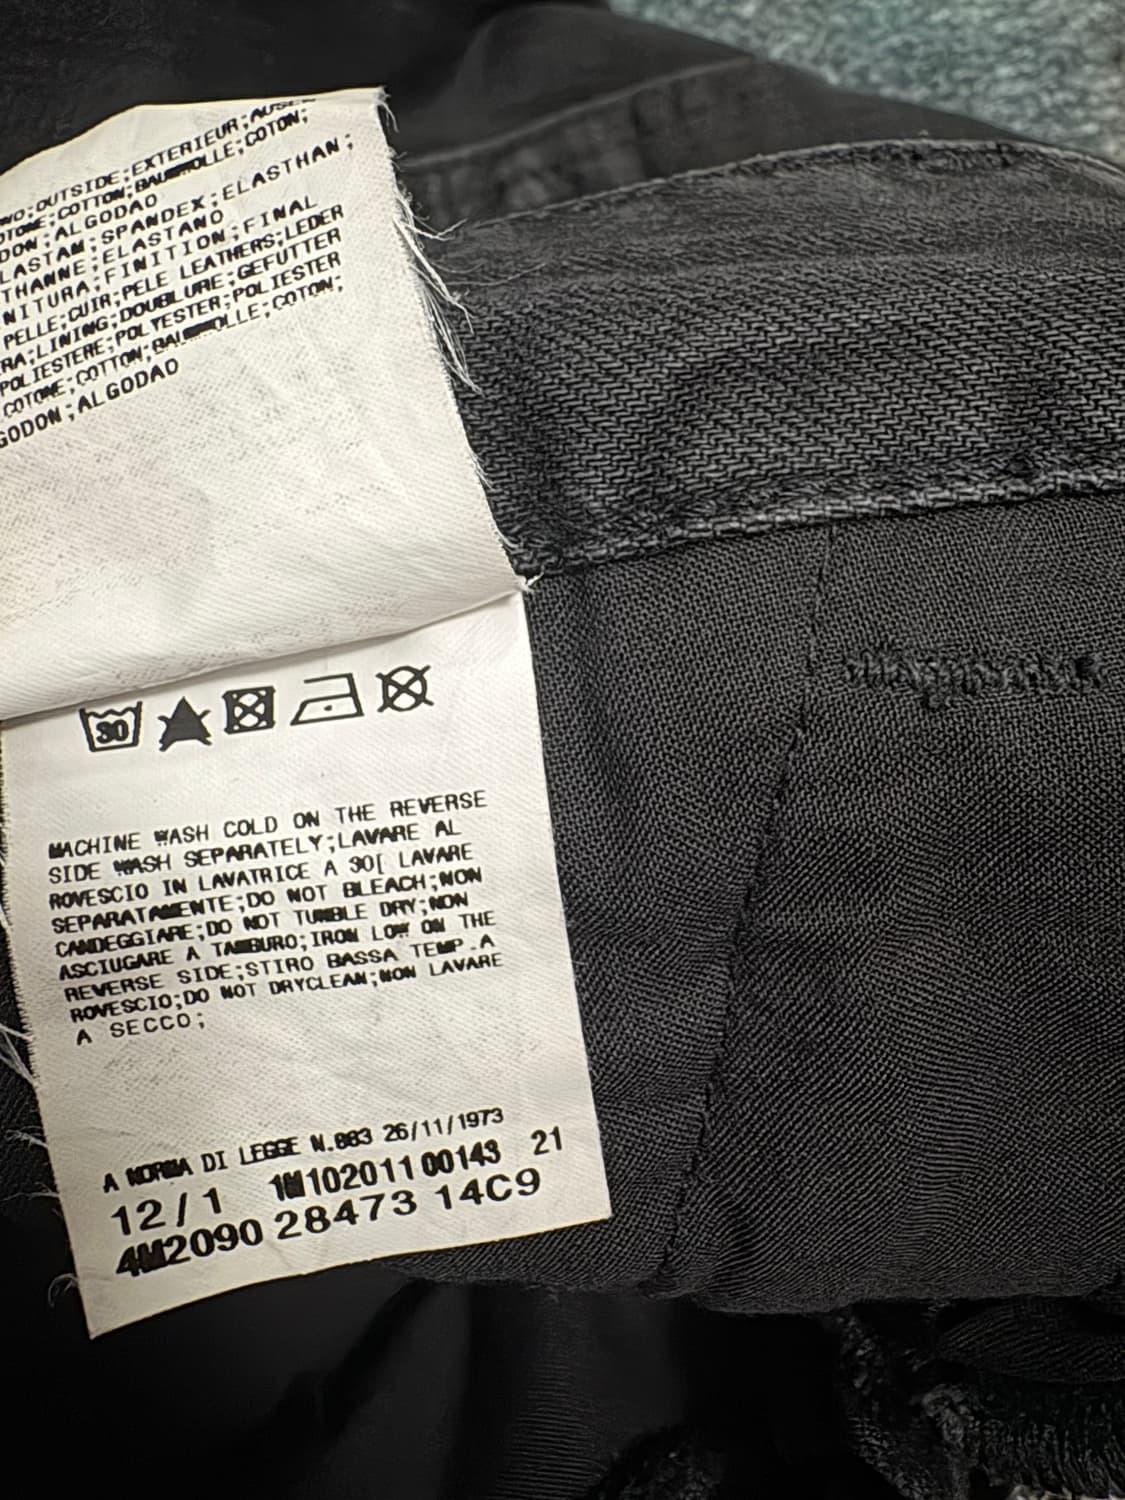 OUTSIDE;EXTERIEUR;
COTTON;BAUMWOLLE;COTON;
DON;ALGODAO
LASTAM;SPANDEX;ELASTHAN;
THANNE;ELASTANO
NITURA;FINITION;FINAL
PELLE;CUIR;PELE LEATHERS;LEDER
RA;LINING;DOUBLURE;GEFUTTER
POLIESTERE;POLYESTER;POLIESTER
COTONE;COTTON;BAUMWOLLE;COTON;
GODON;ALGODAO
30
MACHINE WASH COLD ON THE REVERSE
SIDE WASH SEPARATELY;LAVARE AL
ROVESCIO IN LAVATRICE A 30[ LAVARE
SEPARATAMENTE;DO NOT BLEACH;NON
CANDEGGIARE;DO NOT TUMBLE DRY;NON
ASCIUGARE A TAMBURO;IRON LOW ON THE
REVERSE SIDE;STIRO BASSA TEMP.A
ROVESCIO;DO NOT DRYCLEAN;NON LAVARE
A SECCO;
A NORMA DI LEGGE N.883 26/11/1973
12/1 1M10201100143 21
4M2090 28473 14C9